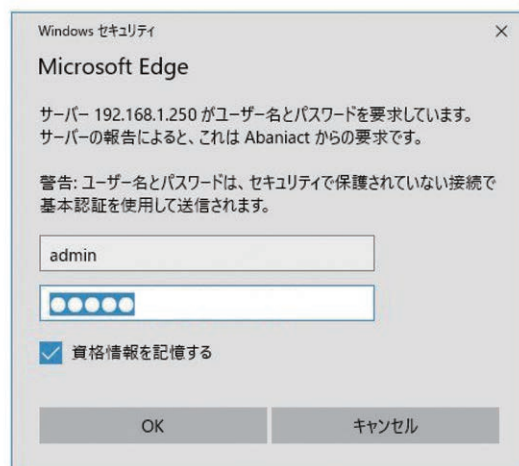 Windows セキュリティ
Microsoft Edge
サーバー 192.168.1.250 がユーザー名とパスワードを要求しています。
サーバーの報告によると、これは Abaniact からの要求です。
警告: ユーザー名とパスワードは、セキュリティで保護されていない接続で
基本認証を使用して送信されます。
admin
●●●●●
資格情報を記憶する
OK
キャンセル